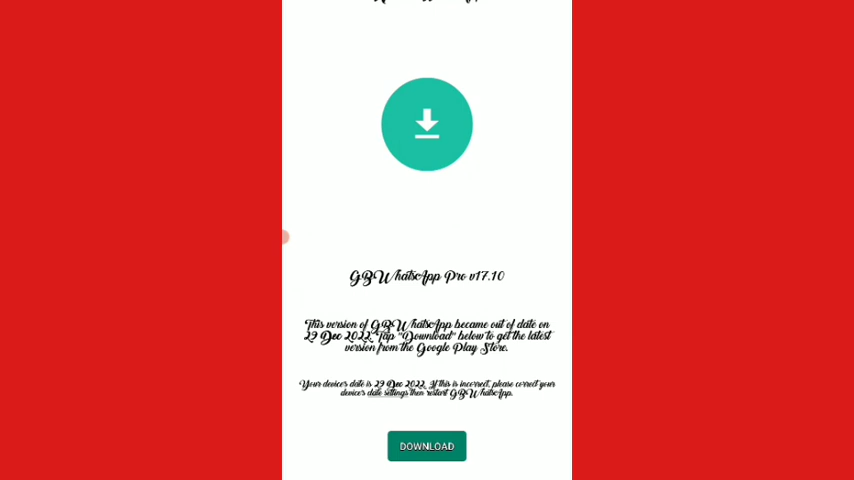 GBWhatsApp Pro v17.10
This version of GBWhatsApp became out of date on
29 Dec 2022. Tap "Download" below to get the latest
version from the Google Play Store.
Your device's date is 29 Dec 2022. If this is incorrect, please correct your
device's date settings then restart GBWhatsApp.
DOWNLOAD